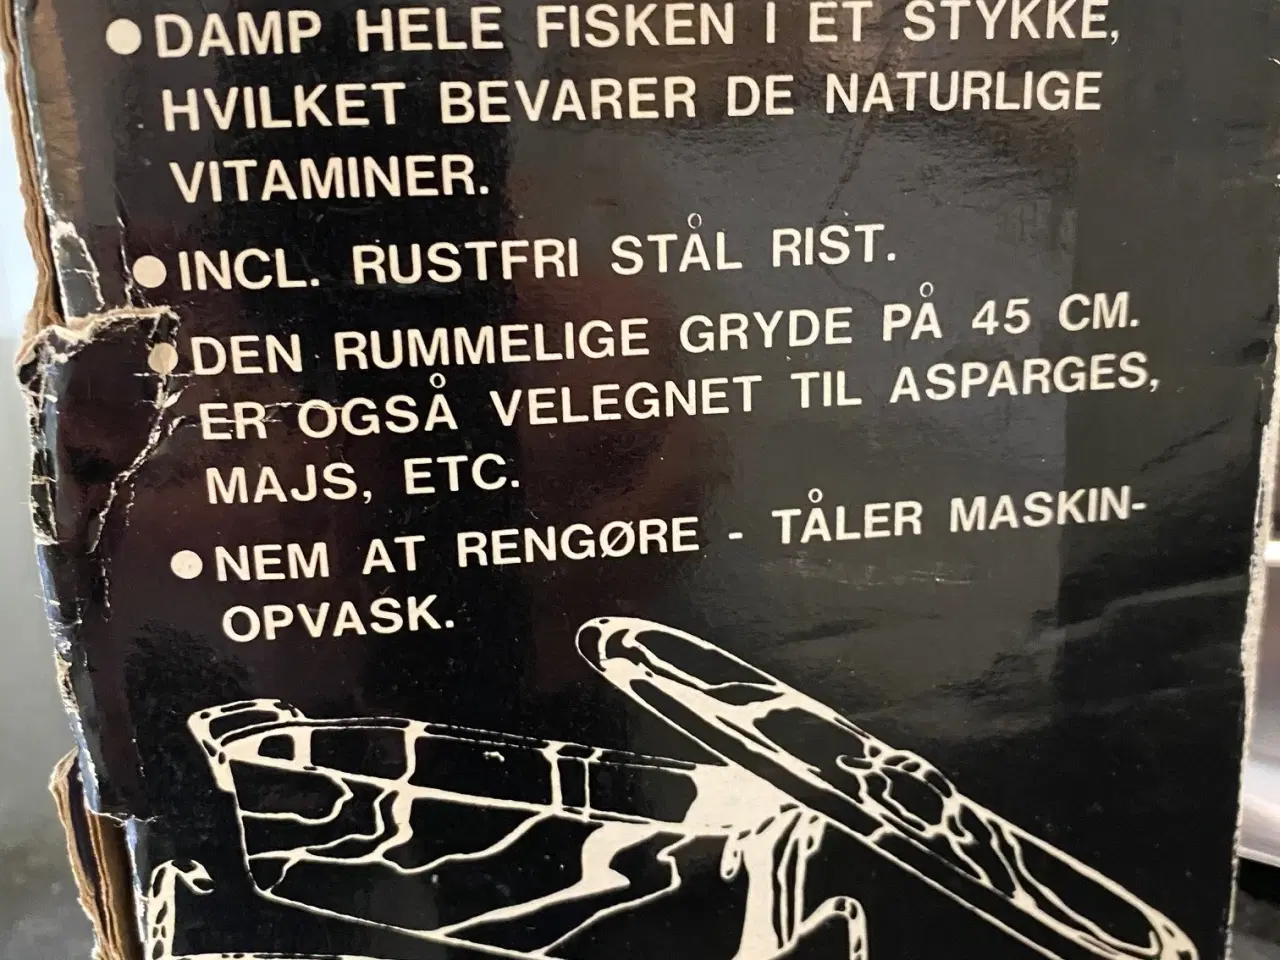 ● DAMP HELE FISKEN I ET STYKKE,
HVILKET BEVARER DE NATURLIGE
VITAMINER.
● INCL. RUSTFRI STÅL RIST.
● DEN RUMMELIGE GRYDE PÅ 45 CM.
ER OGSÅ VELEGNET TIL ASPARGES,
MAJS, ETC.
● NEM AT RENGØRE - TÅLER MASKIN-
OPVASK.